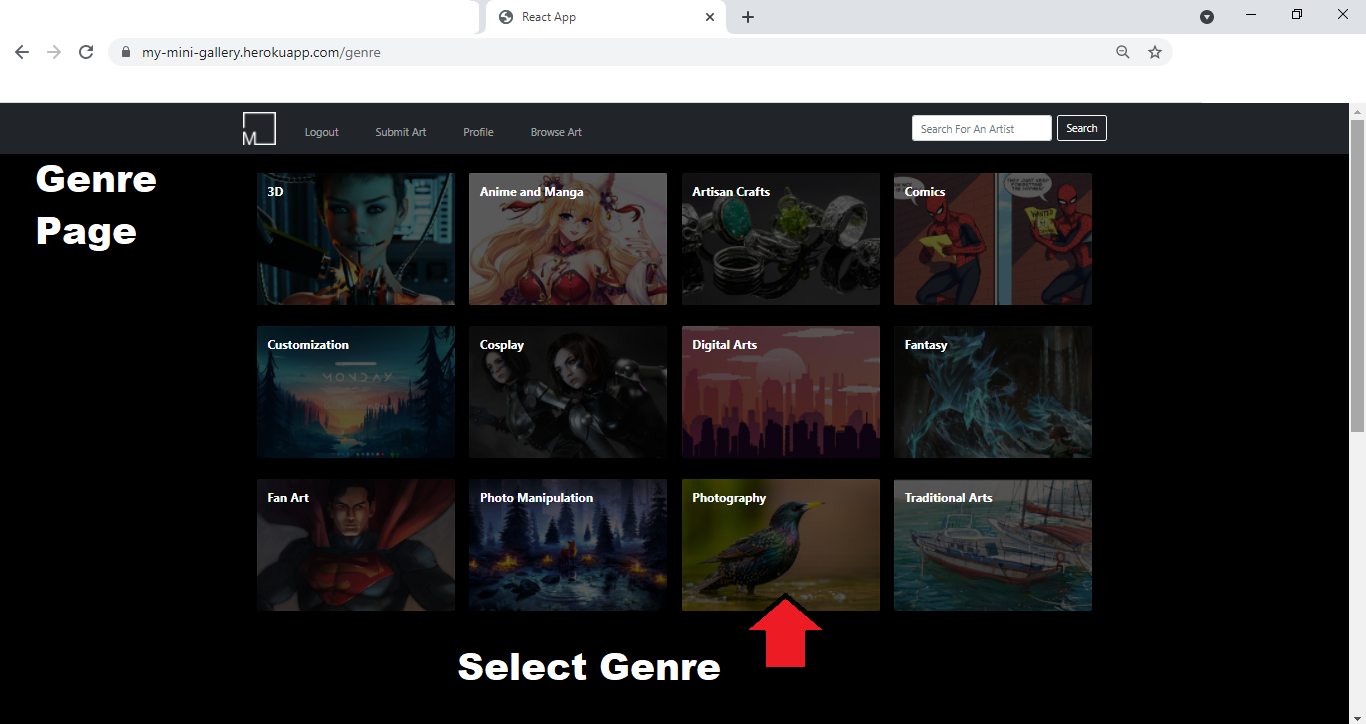 React App
my-mini-gallery.herokuapp.com/genre
M
Logout
Submit Art
Profile
Browse Art
Search For An Artist
Search
Genre
Page
3D
Anime and Manga
Artisan Crafts
Comics
WANTED
Customization
Cosplay
Digital Arts
Fantasy
MONDAY
Fan Art
Photo Manipulation
Photography
Traditional Arts
Select Genre